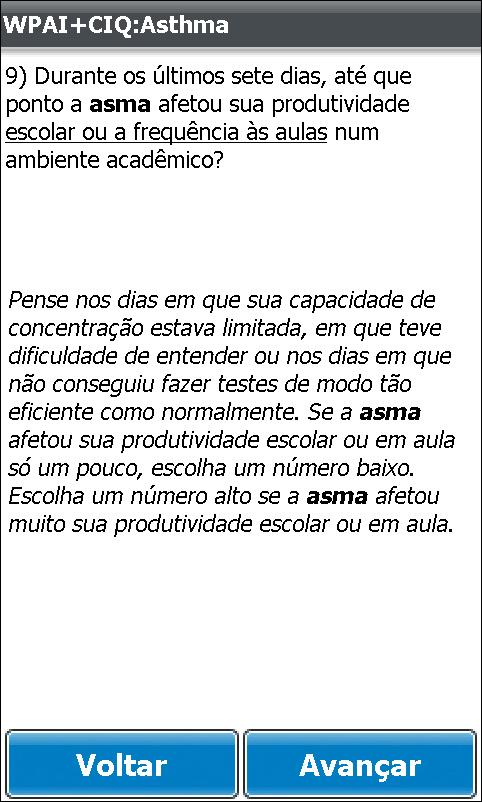 WPAI+CIQ:Asthma
9) Durante os últimos sete dias, até que
ponto a asma afetou sua produtividade
escolar ou a frequência às aulas num
ambiente acadêmico?
Pense nos dias em que sua capacidade de
concentração estava limitada, em que teve
dificuldade de entender ou nos dias em que
não conseguiu fazer testes de modo tão
eficiente como normalmente. Se a asma
afetou sua produtividade escolar ou em aula
só um pouco, escolha um número baixo.
Escolha um número alto se a asma afetou
muito sua produtividade escolar ou em aula.
Voltar
Avançar